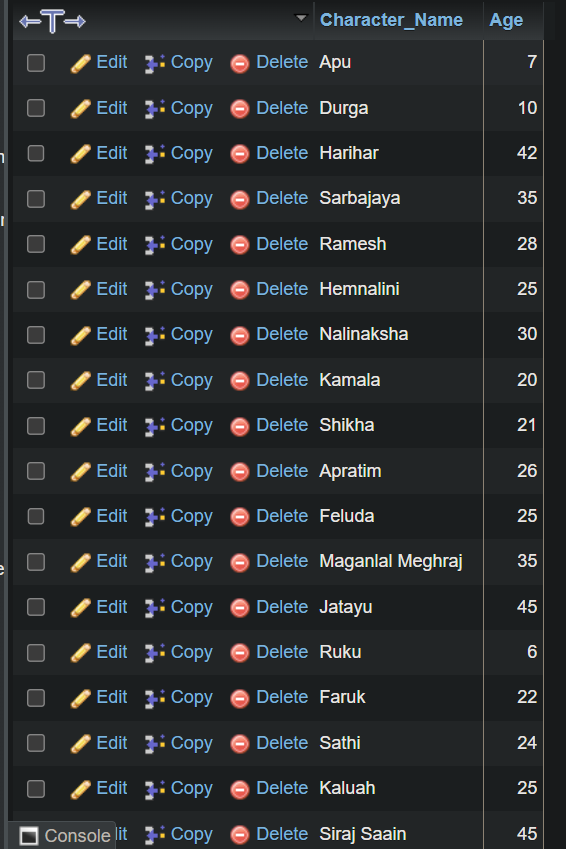 Character_Name Age
Edit Copy Delete Apu 7
Edit Copy Delete Durga 10
Edit Copy Delete Harihar 42
Edit Copy Delete Sarbajaya 35
Edit Copy Delete Ramesh 28
Edit Copy Delete Hemnalini 25
Edit Copy Delete Nalinaksha 30
Edit Copy Delete Kamala 20
Edit Copy Delete Shikha 21
Edit Copy Delete Apratim 26
Edit Copy Delete Feluda 25
Edit Copy Delete Maganlal Meghraj 35
Edit Copy Delete Jatayu 45
Edit Copy Delete Ruku 6
Edit Copy Delete Faruk 22
Edit Copy Delete Sathi 24
Edit Copy Delete Kaluah 25
Console Copy Delete Siraj Saain 45